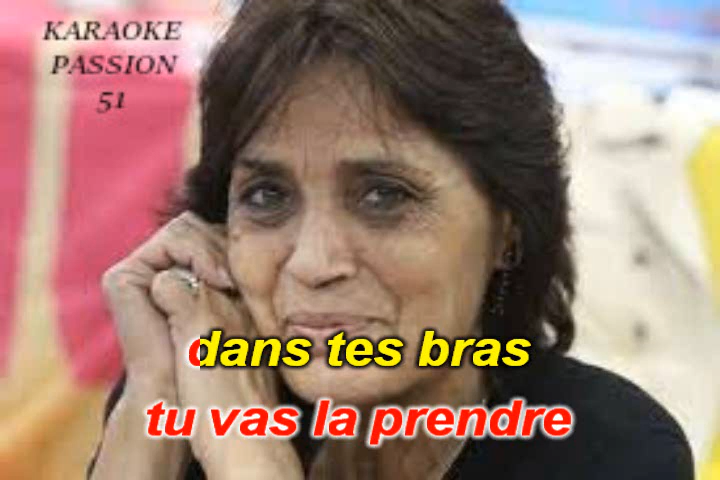 KARAOKE
PASSION
51
dans tes bras
tu vas la prendre